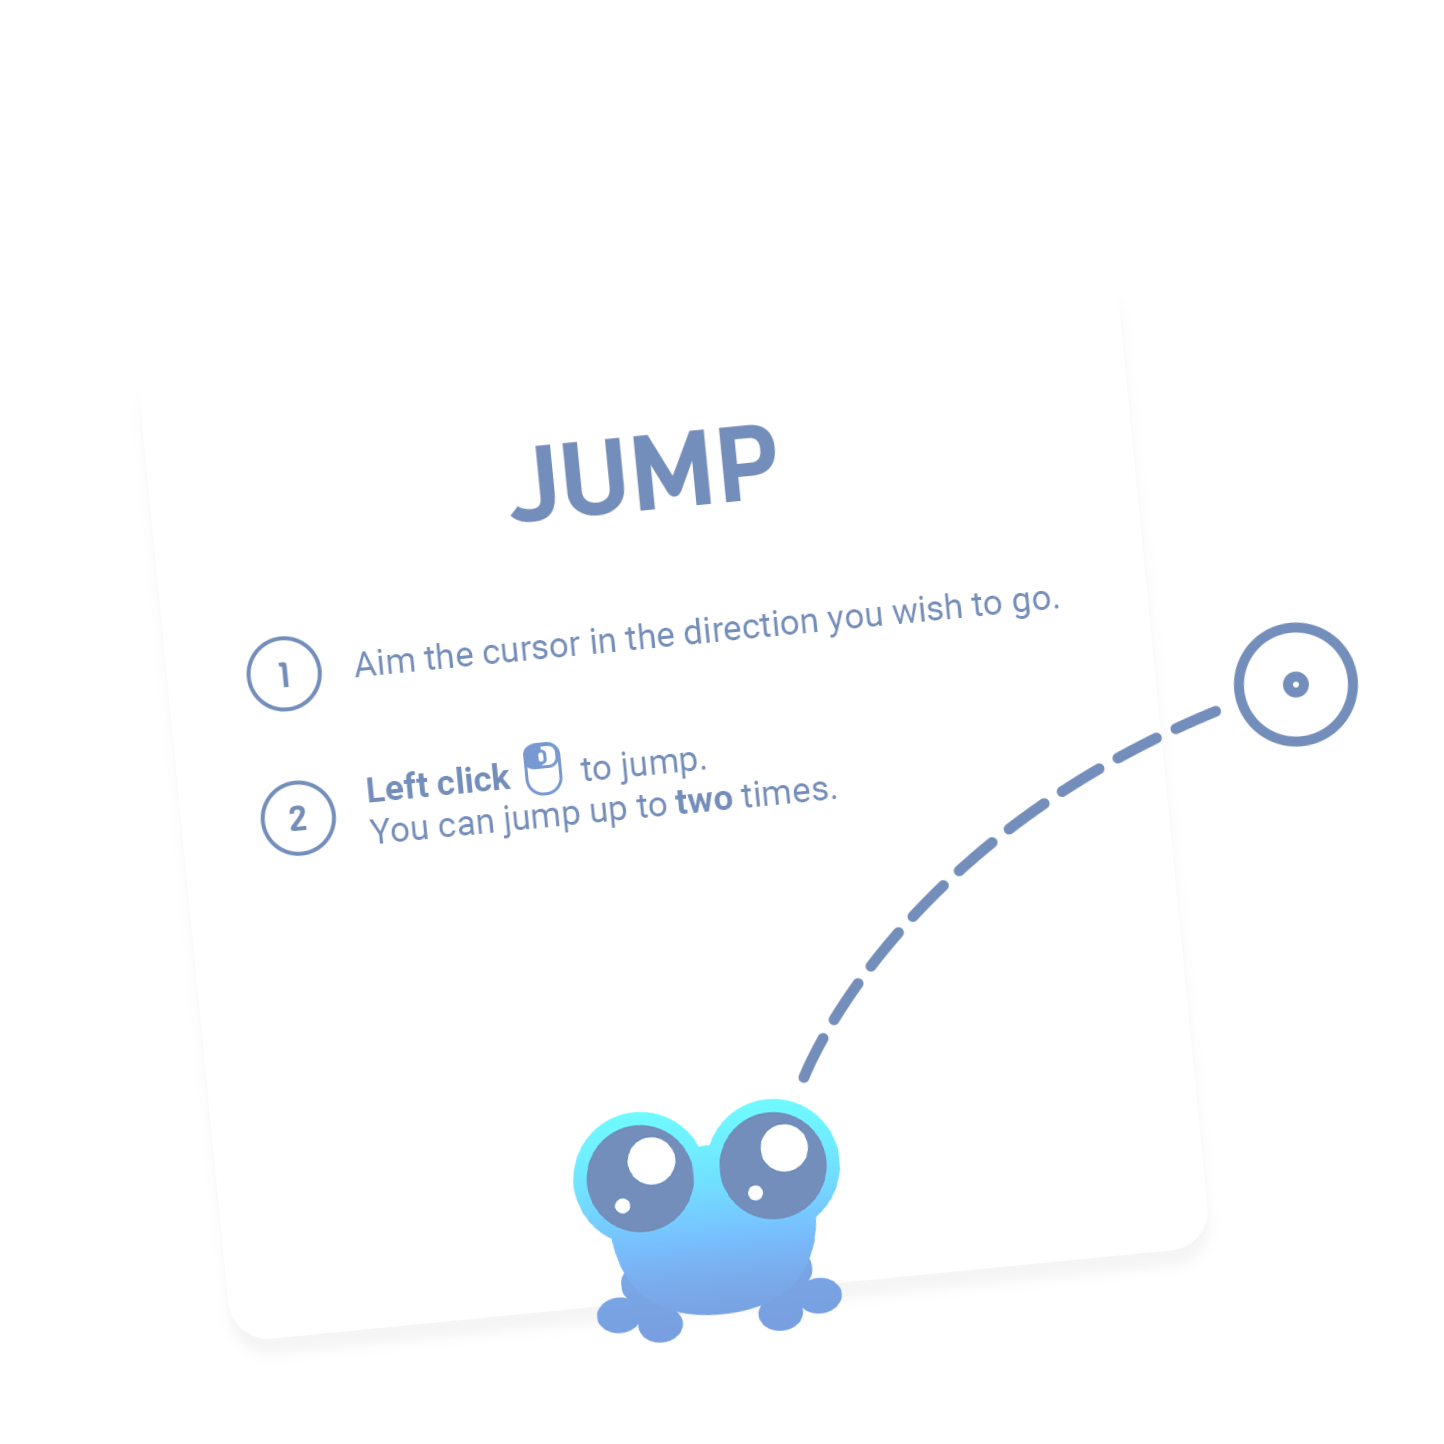 JUMP
1 Aim the cursor in the direction you wish to go.
2 Left click to jump.
You can jump up to two times.